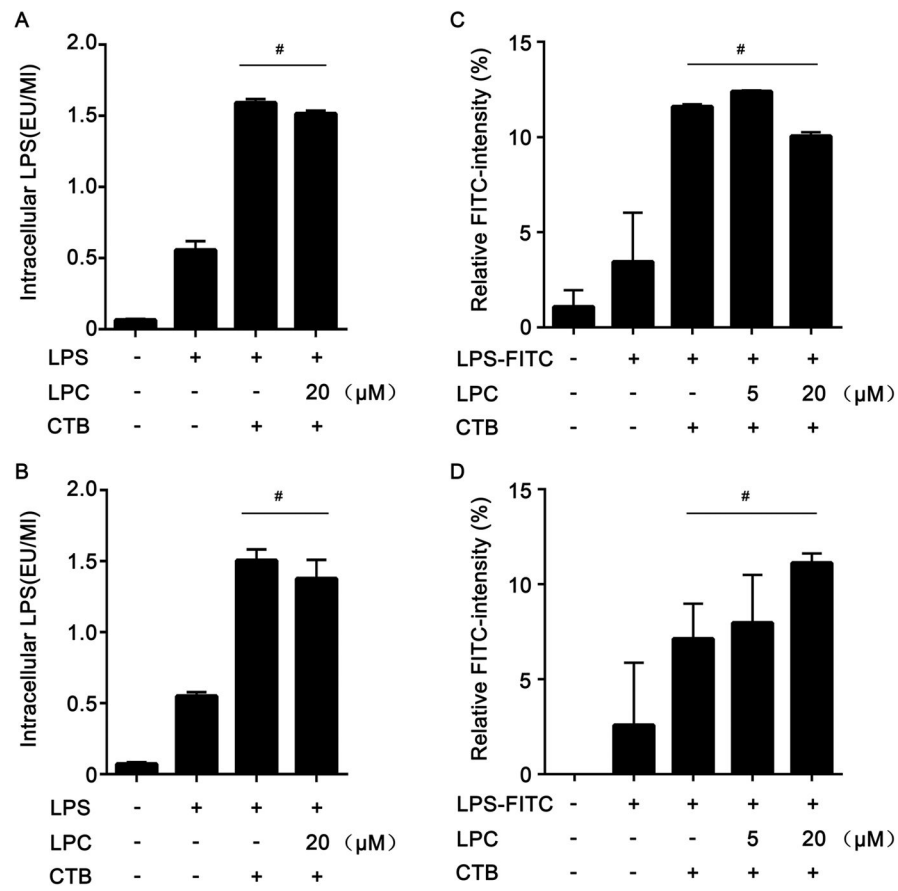 A
Intracellular LPS(EU/MI)
2.0
1.5
1.0
0.5
0
#
LPS - + + +
LPC - - - 20（μM）
CTB - - + +
B
Intracellular LPS(EU/MI)
2.0
1.5
1.0
0.5
0
#
LPS - + + +
LPC - - - 20（μM）
CTB - - + +
C
Relative FITC-intensity (%)
15
10
5
0
#
LPS-FITC - + + + +
LPC - - - 5 20（μM）
CTB - - + + +
D
Relative FITC-intensity (%)
15
10
5
0
#
LPS-FITC - + + + +
LPC - - - 5 20（μM）
CTB - - + + +